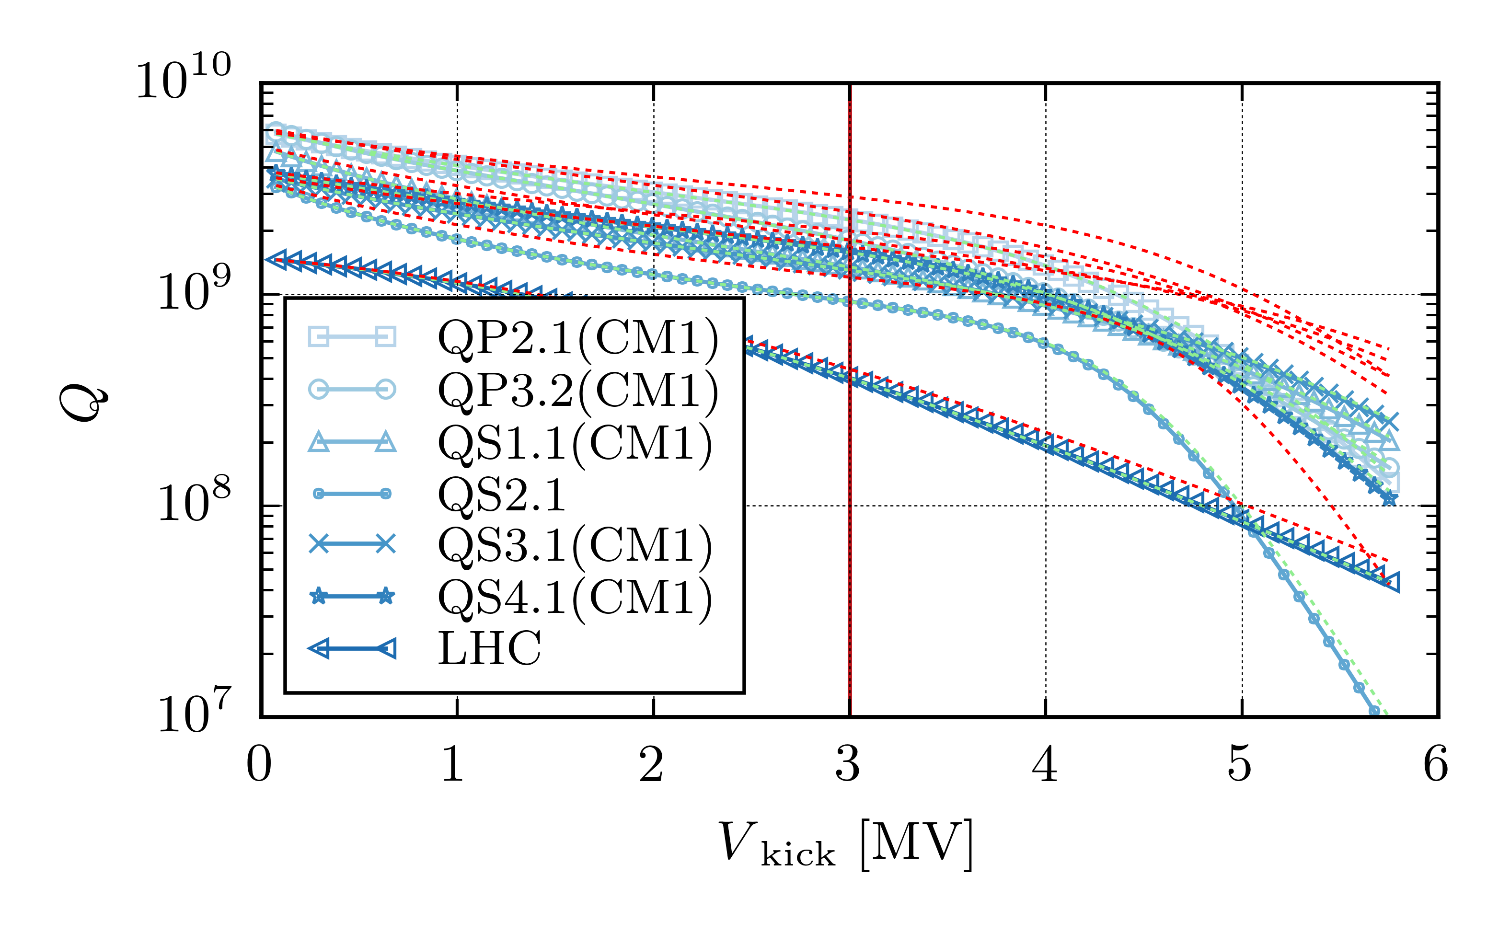 10^10
10^9
10^8
10^7
Q
QP2.1(CM1)
QP3.2(CM1)
QS1.1(CM1)
QS2.1
QS3.1(CM1)
QS4.1(CM1)
LHC
0 1 2 3 4 5 6
V_kick [MV]